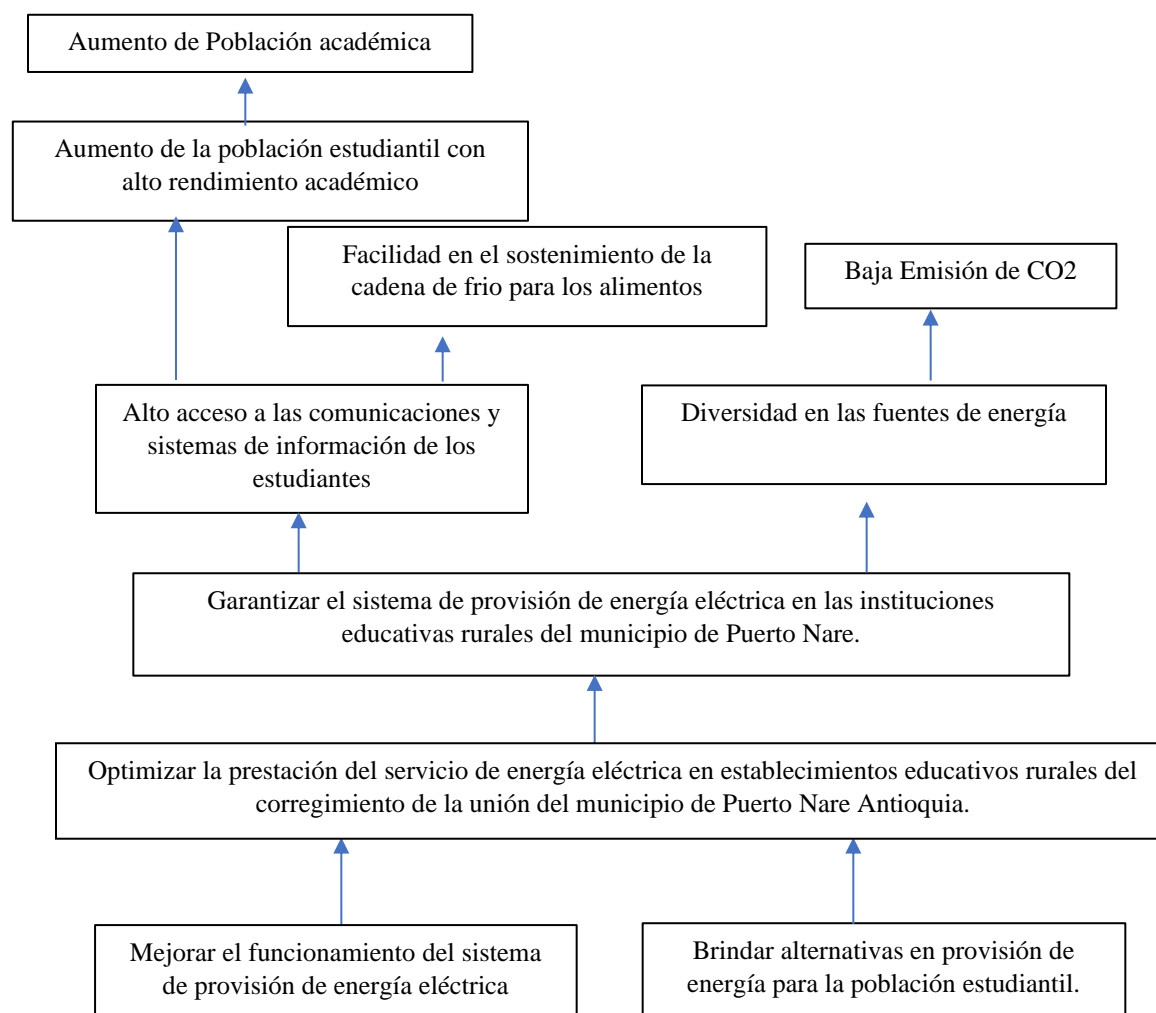 Aumento de Población académica
Aumento de la población estudiantil con
alto rendimiento académico
Facilidad en el sostenimiento de la
cadena de frio para los alimentos
Baja Emisión de CO2
Alto acceso a las comunicaciones y
sistemas de información de los
estudiantes
Diversidad en las fuentes de energía
Garantizar el sistema de provisión de energía eléctrica en las instituciones
educativas rurales del municipio de Puerto Nare.
Optimizar la prestación del servicio de energía eléctrica en establecimientos educativos rurales del
corregimiento de la unión del municipio de Puerto Nare Antioquia.
Mejorar el funcionamiento del sistema
de provisión de energía eléctrica
Brindar alternativas en provisión de
energía para la población estudiantil.